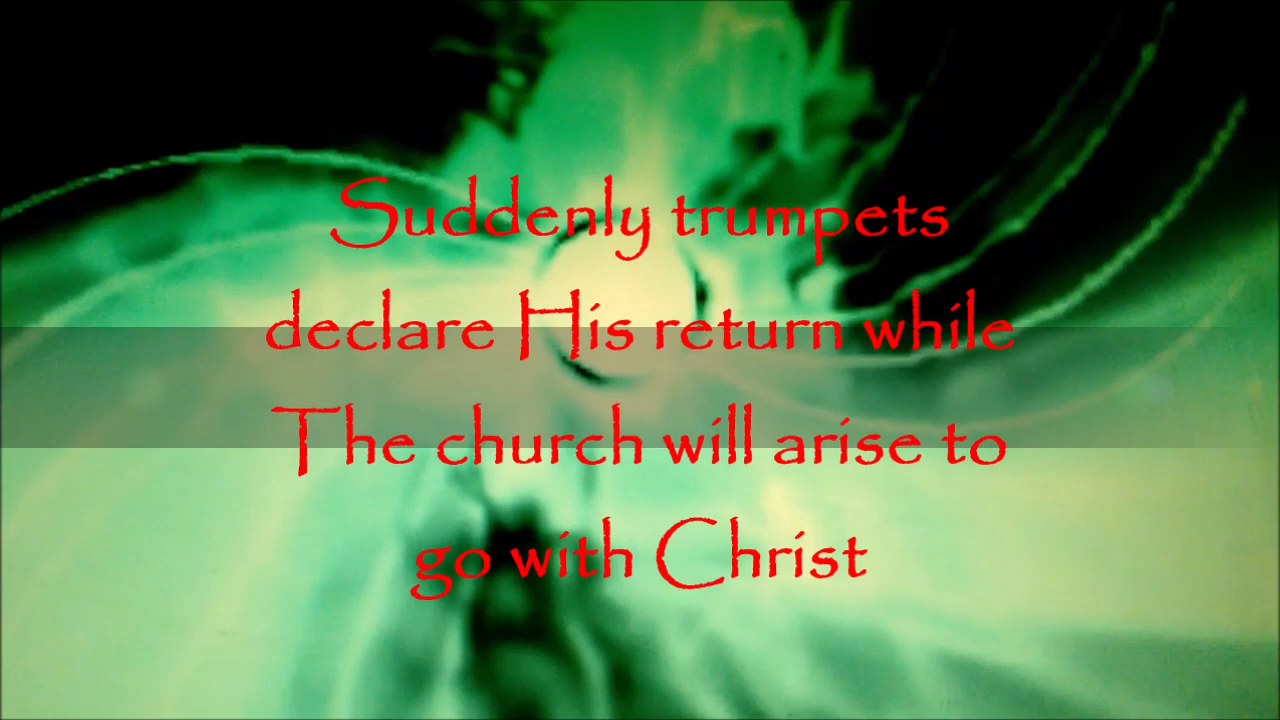 Suddenly trumpets
declare His return while
The church will arise to
go with Christ